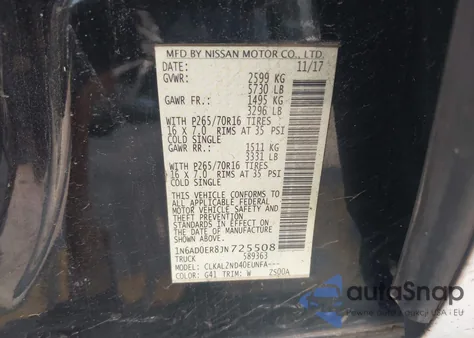 MFD BY NISSAN MOTOR CO., LTD.
DATE: 11/17
GVWR: 2599 KG
5730 LB
GAWR FR.: 1495 KG
3296 LB
WITH P265/70R16 TIRES
16 X 7.0 RIMS AT 35 PSI
COLD SINGLE
GAWR RR.: 1511 KG
3331 LB
WITH P265/70R16 TIRES
16 X 7.0 RIMS AT 35 PSI
COLD SINGLE
THIS VEHICLE CONFORMS TO
ALL APPLICABLE FEDERAL
MOTOR VEHICLE SAFETY AND
THEFT PREVENTION STANDARDS
IN EFFECT ON THE DATE OF
MANUFACTURE SHOWN ABOVE.
1N6AD0ER8JN725508
TRUCK 589363
MODEL: CLKAL2ND40EUNFA---
COLOR: G41 TRIM: W 2S00A
autoSnap
USA i EU